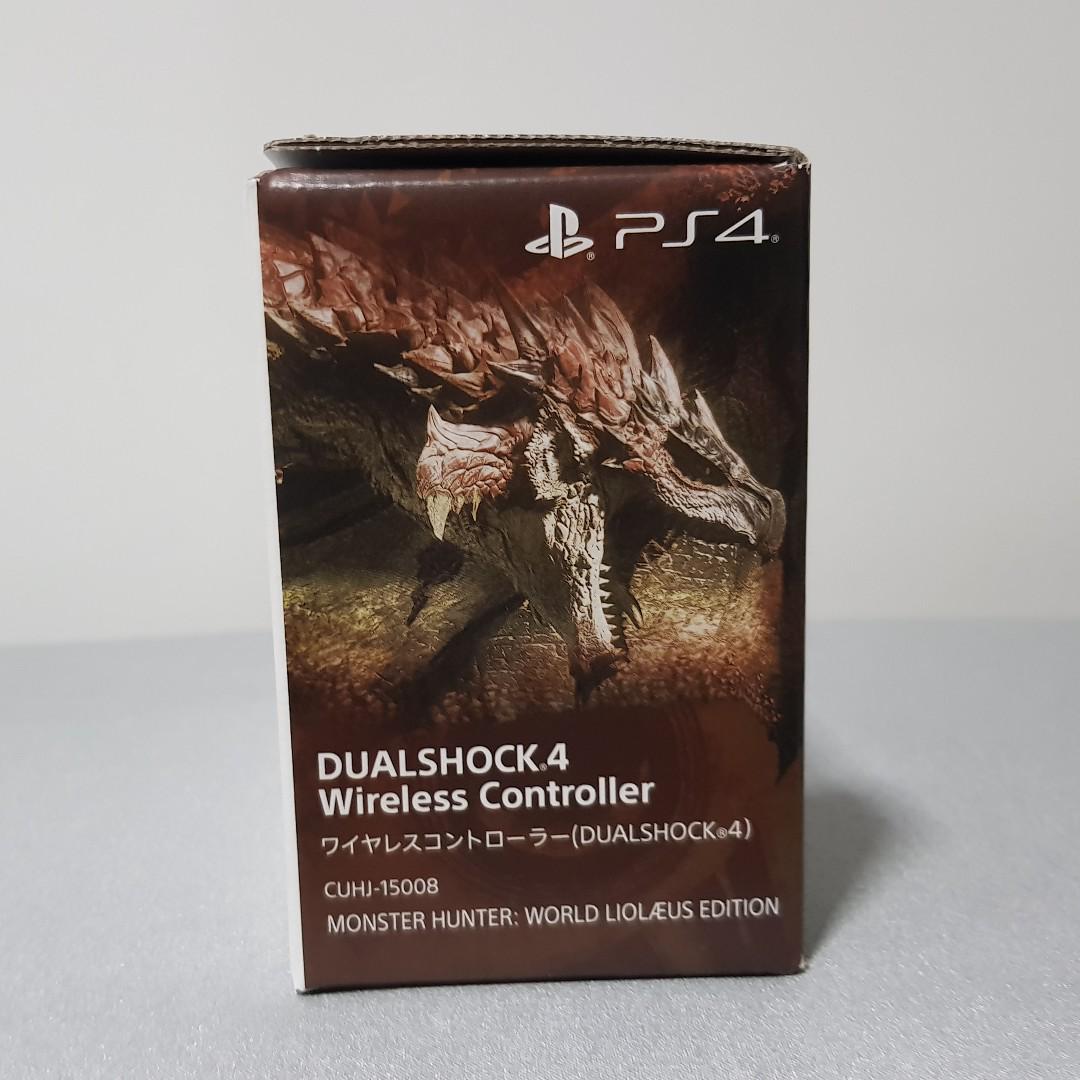 PS4®
DUALSHOCK®4
Wireless Controller
ワイヤレスコントローラー(DUALSHOCK®4)
CUHJ-15008
MONSTER HUNTER: WORLD LIOLÆUS EDITION